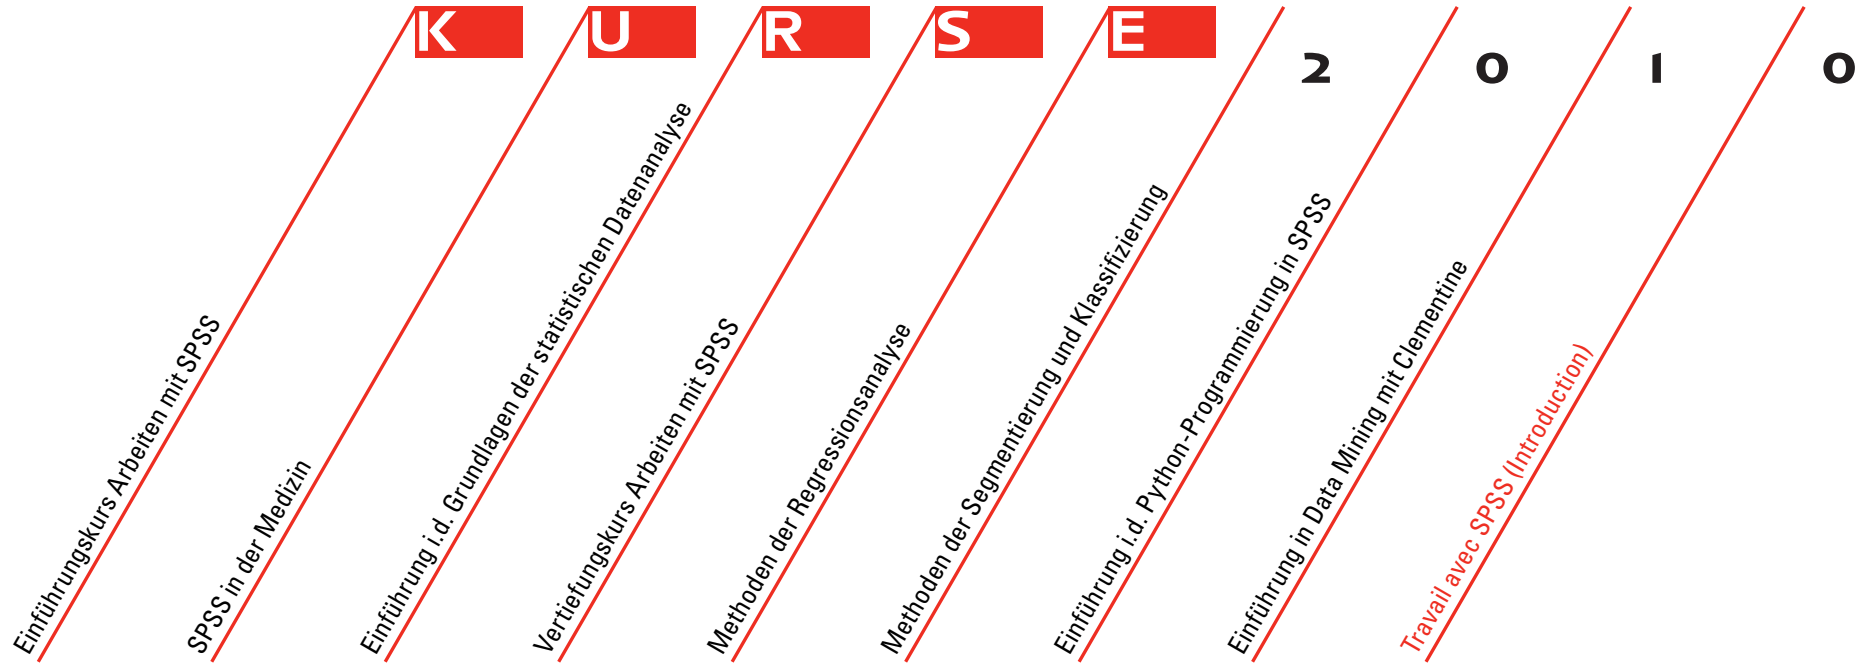 KURSE 2010
Einführungskurs Arbeiten mit SPSS
SPSS in der Medizin
Einführung i.d. Grundlagen der statistischen Datenanalyse
Vertiefungskurs Arbeiten mit SPSS
Methoden der Regressionsanalyse
Methoden der Segmentierung und Klassifizierung
Einführung i.d. Python-Programmierung in SPSS
Einführung in Data Mining mit Clementine
Travail avec SPSS (Introduction)